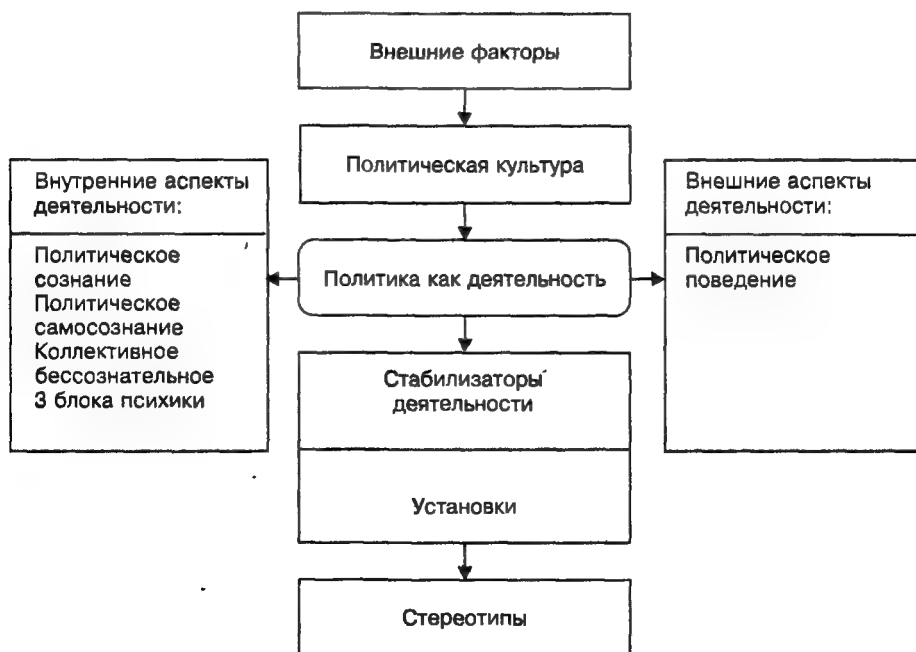 Внешние факторы
Политическая культура
Внутренние аспекты
деятельности:
Политическое
сознание
Политическое
самосознание
Коллективное
бессознательное
3 блока психики
Политика как деятельность
Внешние аспекты
деятельности:
Политическое
поведение
Стабилизаторы
деятельности
Установки
Стереотипы